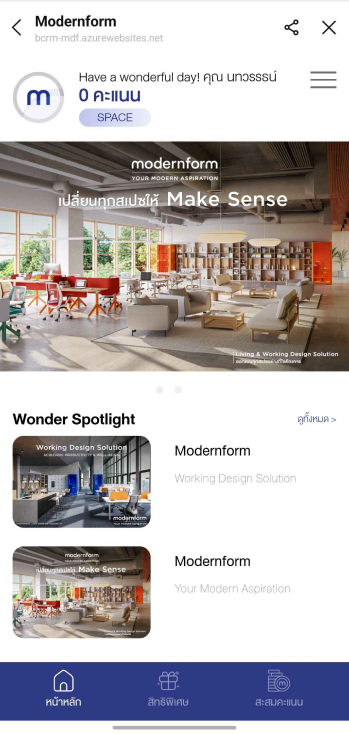 Modernform
bcrm-mdf.azurewebsites.net
Have a wonderful day! คุณ นทวรรธน์
m
0 คะแนน
SPACE
modernform
YOUR MODERN ASPIRATION
เปลี่ยนทุกสเปซให้ Make Sense
Living & Working Design Solution
Wonder Spotlight
ดูทั้งหมด >
Working Design Solution
modernform
Modernform
Working Design Solution
modernform
เปลี่ยนทุกสเปซให้ Make Sense
Modernform
Your Modern Aspiration
หน้าหลัก
สิทธิพิเศษ
สะสมคะแนน